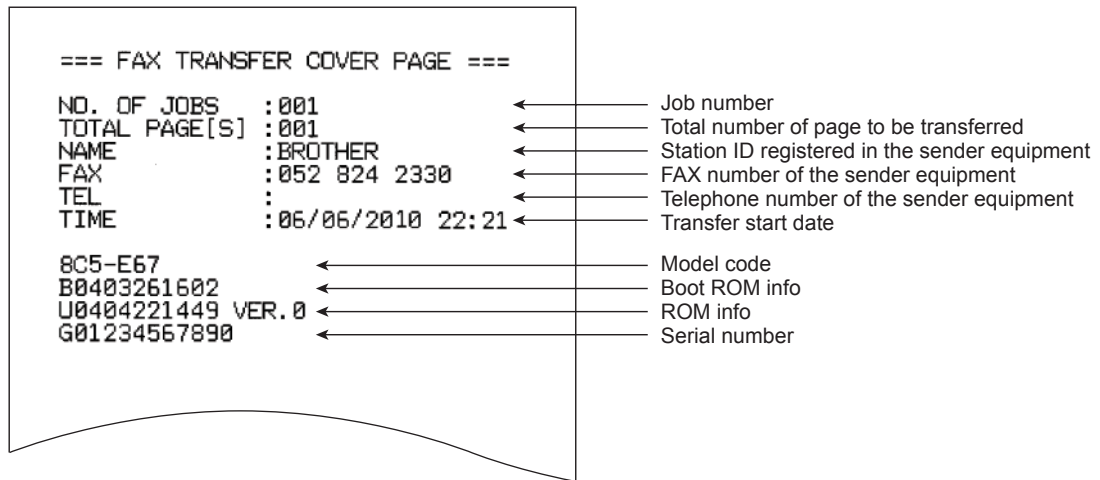 === FAX TRANSFER COVER PAGE ===
NO. OF JOBS :001 Job number
TOTAL PAGE[S] :001 Total number of page to be transferred
NAME :BROTHER Station ID registered in the sender equipment
FAX :052 824 2330 FAX number of the sender equipment
TEL : Telephone number of the sender equipment
TIME :06/06/2010 22:21 Transfer start date
8C5-E67 Model code
B0403261602 Boot ROM info
U0404221449 VER.0 ROM info
G01234567890 Serial number